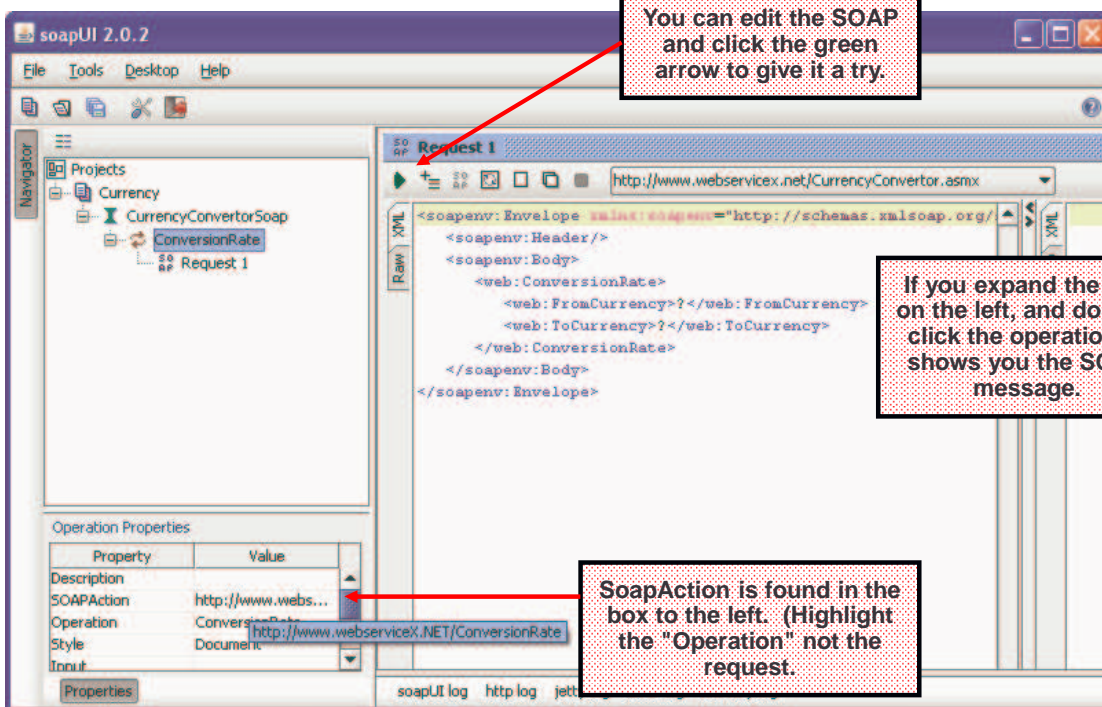 You can edit the SOAP
and click the green
arrow to give it a try.
soapUI 2.0.2
File Tools Desktop Help
Navigator
Projects
Currency
CurrencyConvertorSoap
ConversionRate
Request 1
Request 1
http://www.webservicex.net/CurrencyConvertor.asmx
XML
Raw
<soapenv:Envelope xmlns:soapenv="http://schemas.xmlsoap.org/
<soapenv:Header/>
<soapenv:Body>
<web:ConversionRate>
<web:FromCurrency>?</web:FromCurrency>
<web:ToCurrency>?</web:ToCurrency>
</web:ConversionRate>
</soapenv:Body>
</soapenv:Envelope>
XML
If you expand the
on the left, and do
click the operatio
shows you the SO
message.
Operation Properties
Property Value
Description
SOAPAction http://www.webs...
Operation
Style Document
Input
http://www.webserviceX.NET/ConversionRate
Properties
SoapAction is found in the
box to the left. (Highlight
the "Operation" not the
request.
soapUI log http log jett